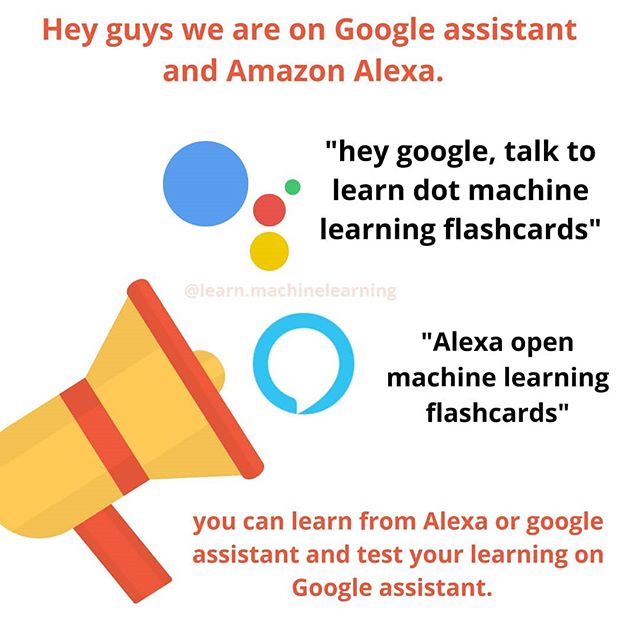 Hey guys we are on Google assistant
and Amazon Alexa.
"hey google, talk to
learn dot machine
learning flashcards"
@learn.machinelearning
"Alexa open
machine learning
flashcards"
you can learn from Alexa or google
assistant and test your learning on
Google assistant.